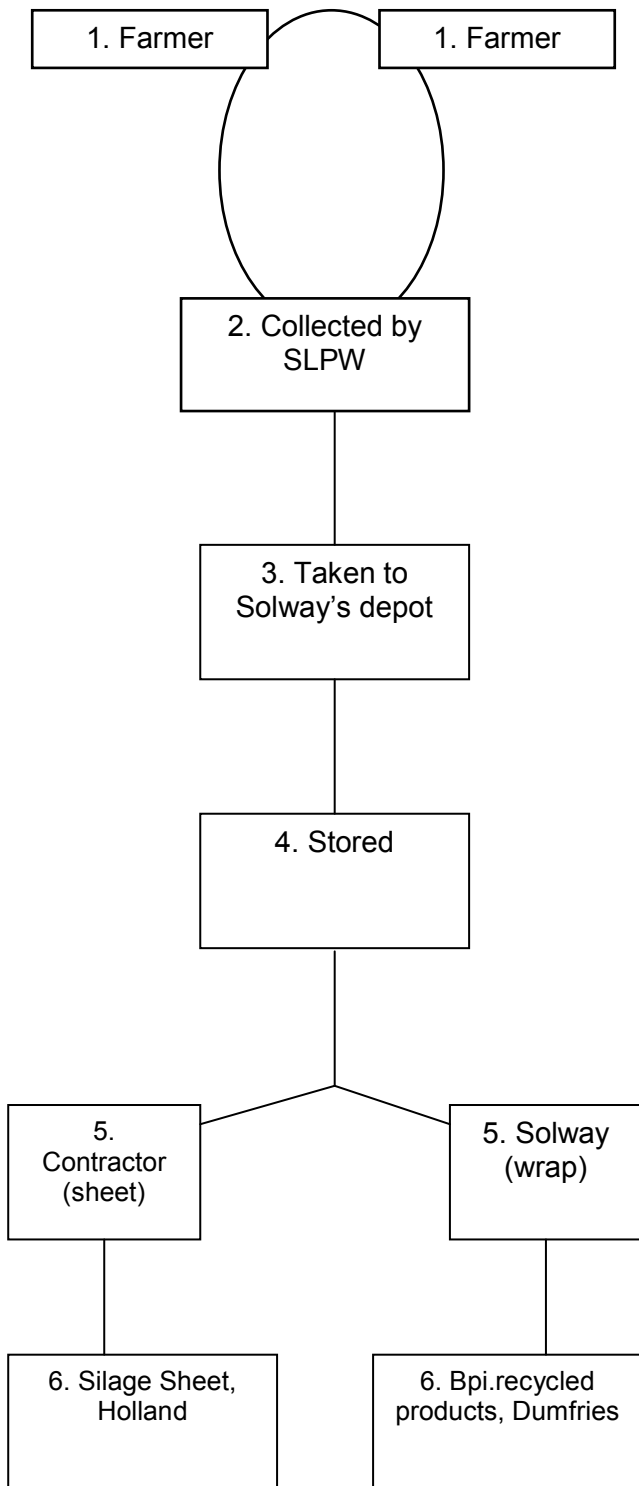 1. Farmer
1. Farmer
2. Collected by
SLPW
3. Taken to
Solway’s depot
4. Stored
5.
Contractor
(sheet)
5. Solway
(wrap)
6. Silage Sheet,
Holland
6. Bpi.recycled
products, Dumfries